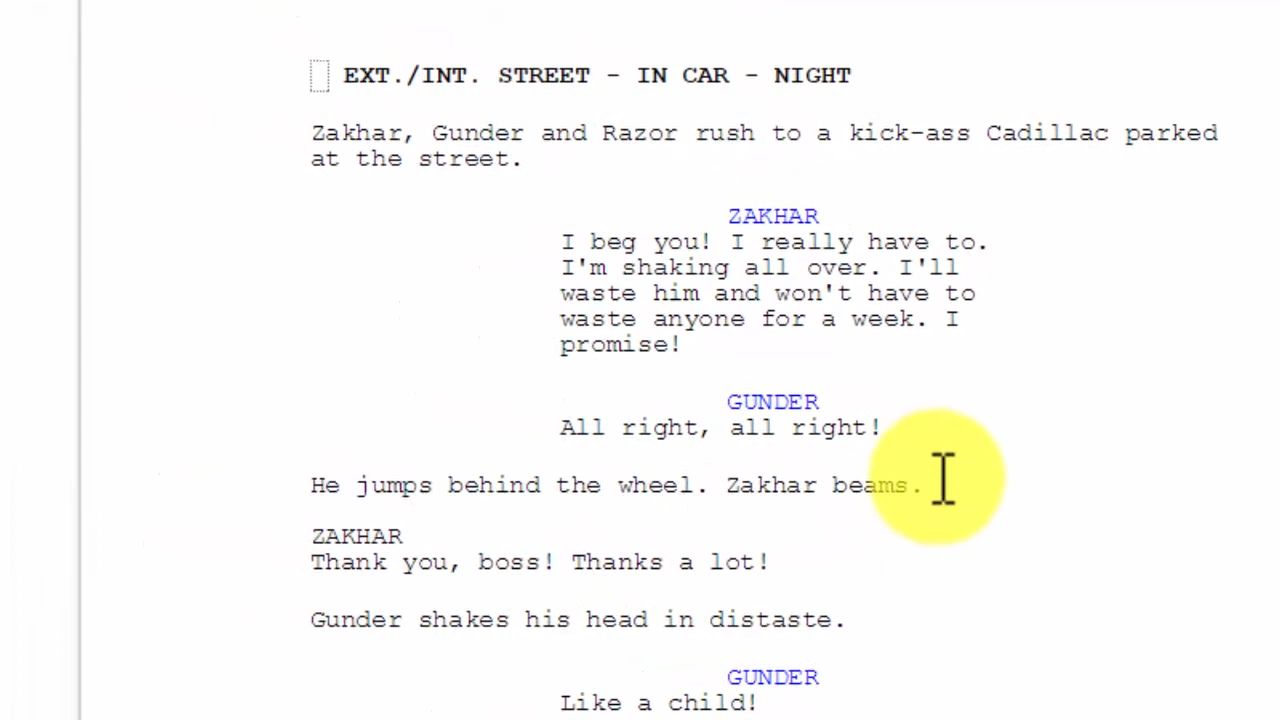 EXT./INT. STREET - IN CAR - NIGHT
Zakhar, Gunder and Razor rush to a kick-ass Cadillac parked
at the street.
ZAKHAR
I beg you! I really have to.
I'm shaking all over. I'll
waste him and won't have to
waste anyone for a week. I
promise!
GUNDER
All right, all right!
He jumps behind the wheel. Zakhar beams.
ZAKHAR
Thank you, boss! Thanks a lot!
Gunder shakes his head in distaste.
GUNDER
Like a child!